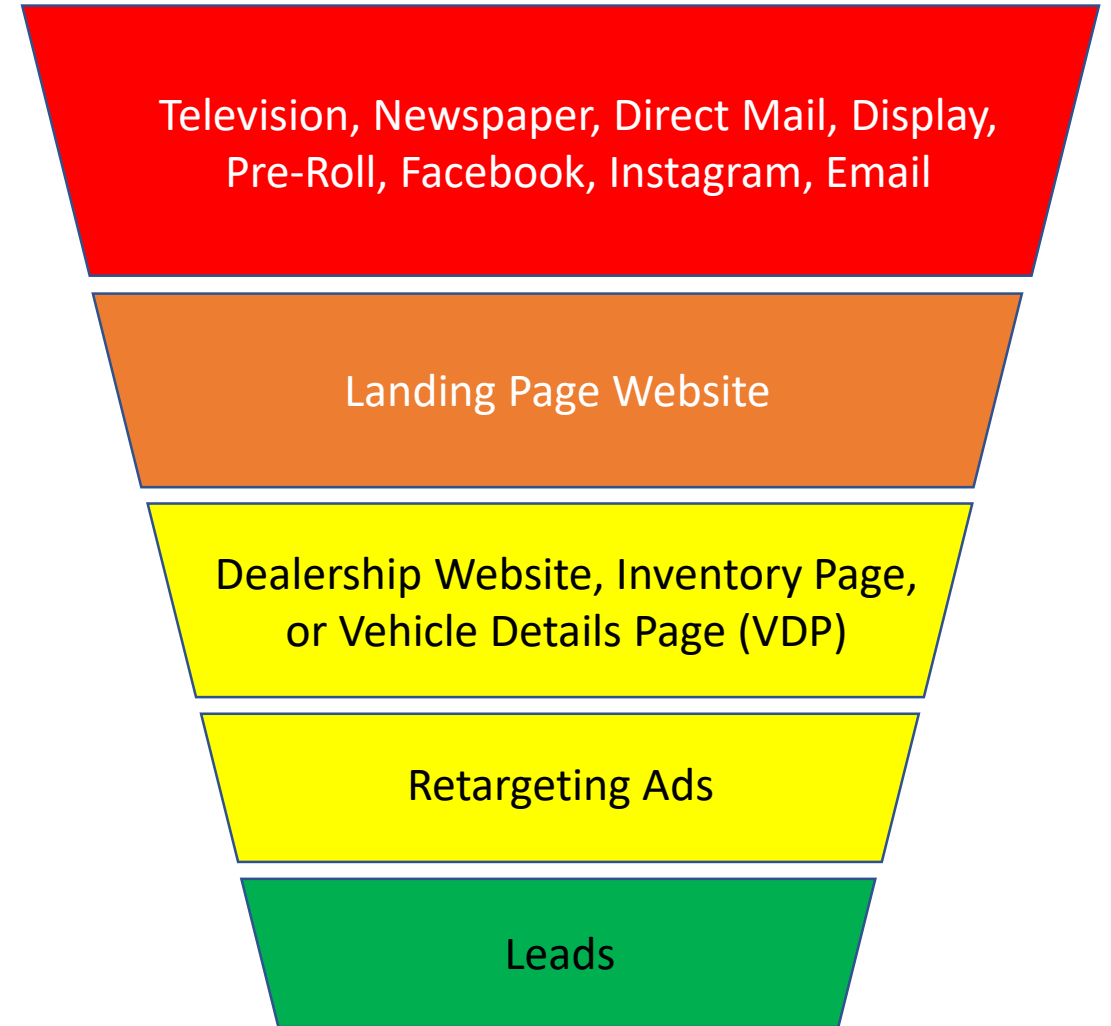 Television, Newspaper, Direct Mail, Display,
Pre-Roll, Facebook, Instagram, Email
Landing Page Website
Dealership Website, Inventory Page,
or Vehicle Details Page (VDP)
Retargeting Ads
Leads